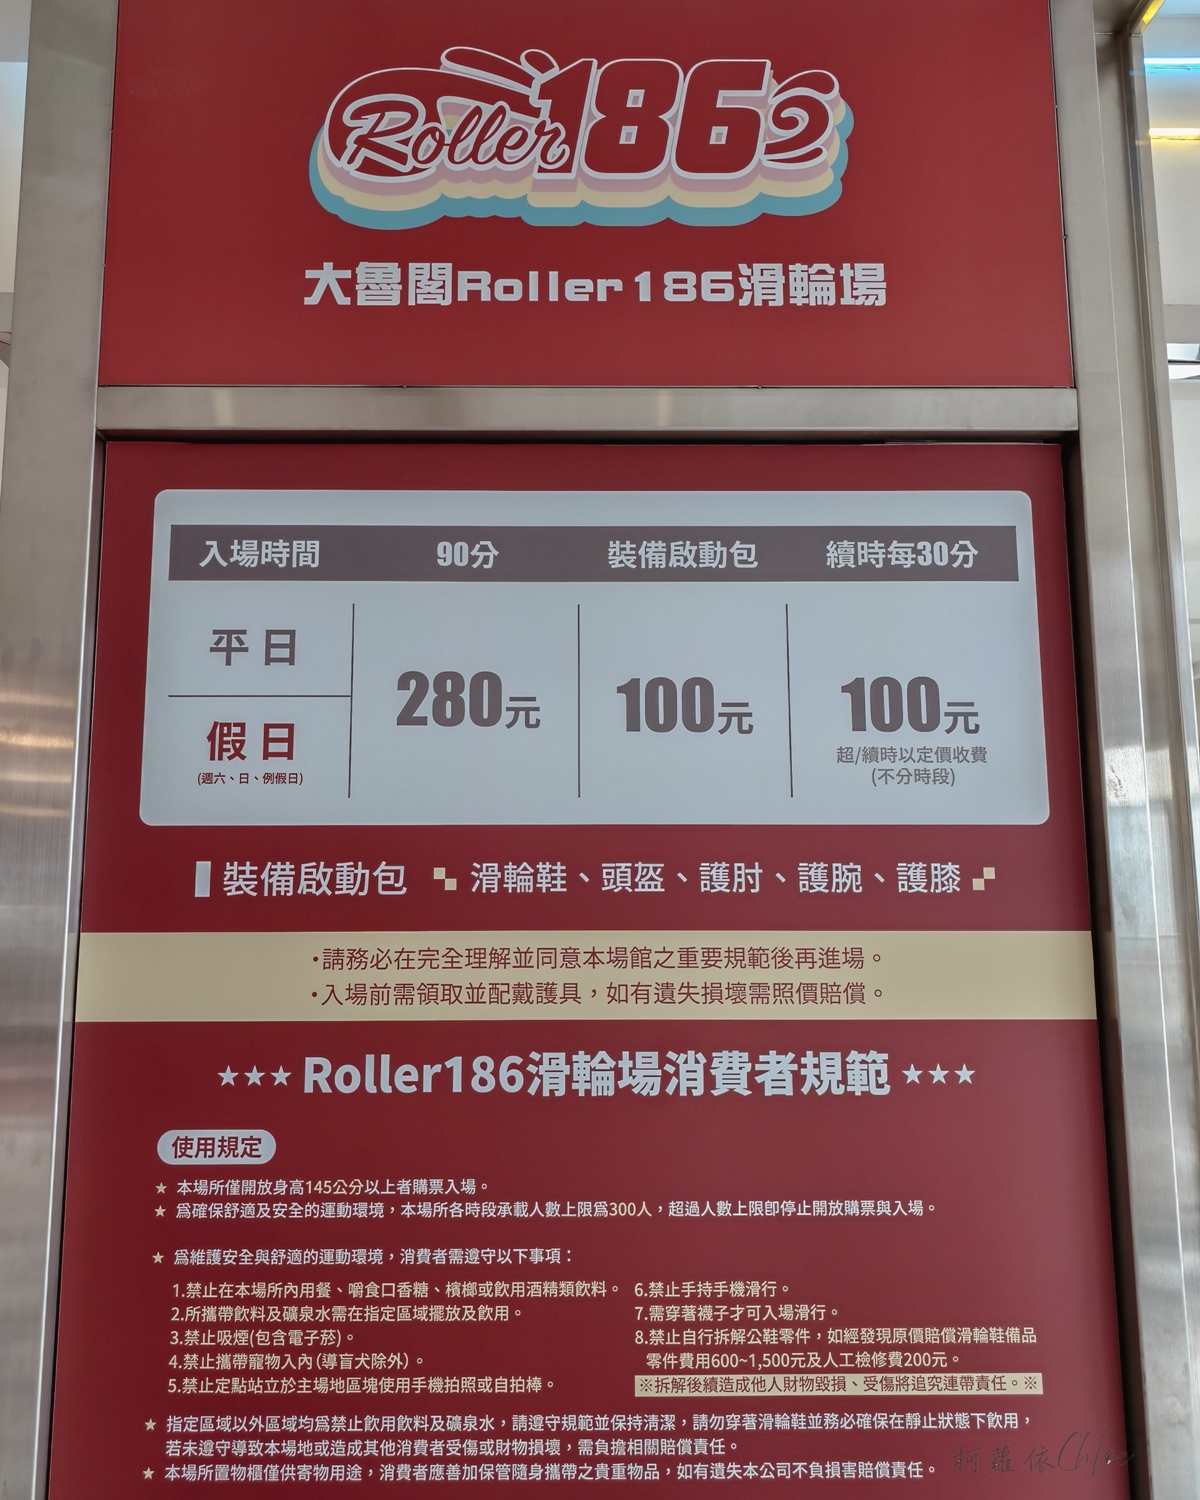 Roller186
大魯閣Roller186滑輪場
入場時間 90分 裝備啟動包 續時每30分
平日
假日
(週六、日、例假日)
280元 100元 100元
超/續時以定價收費
(不分時段)
裝備啟動包 滑輪鞋、頭盔、護肘、護腕、護膝
•請務必在完全理解並同意本場館之重要規範後再進場。
•入場前需領取並配戴護具，如有遺失損壞需照價賠償。
★★★ Roller186滑輪場消費者規範 ★★★
使用規定
★ 本場所僅開放身高145公分以上者購票入場。
★ 爲確保舒適及安全的運動環境，本場所各時段承載人數上限爲300人，超過人數上限卽停止開放購票與入場。
★ 爲維護安全與舒適的運動環境，消費者需遵守以下事項：
1.禁止在本場所內用餐、嚼食口香糖、檳榔或飲用酒精類飲料。
2.所攜帶飲料及礦泉水需在指定區域擺放及飲用。
3.禁止吸煙(包含電子菸)。
4.禁止攜帶寵物入內(導盲犬除外)。
5.禁止定點站立於主場地區塊使用手機拍照或自拍棒。
6.禁止手持手機滑行。
7.需穿著襪子才可入場滑行。
8.禁止自行拆解公鞋零件，如經發現原價賠償滑輪鞋備品
零件費用600~1,500元及人工檢修費200元。
※拆解後續造成他人財物毀損、受傷將追究連帶責任。※
★ 指定區域以外區域均爲禁止飲用飲料及礦泉水，請遵守規範並保持淸潔，請勿穿著滑輪鞋並務必確保在靜止狀態下飲用，
若未遵守導致本場地或造成其他消費者受傷或財物損壞，需負擔相關賠償責任。
★ 本場所置物櫃僅供寄物用途，消費者應善加保管隨身攜帶之貴重物品，如有遺失本公司不負損害賠償責任。
柯蘿依Chloe